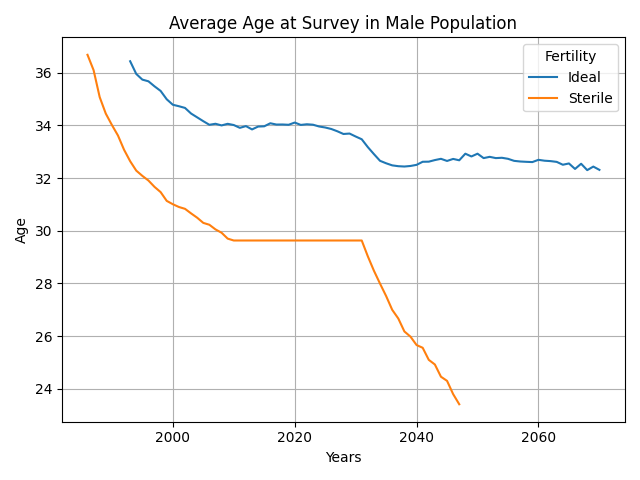 Average Age at Survey in Male Population
Fertility
Ideal
Sterile
36
34
32
30
28
26
24
Age
2000
2020
2040
2060
Years